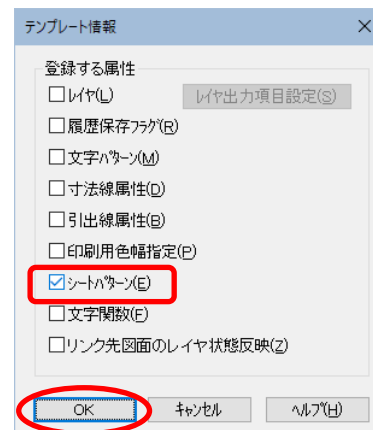 テンプレート情報
登録する属性
ﾚｲﾔ(L) ﾚｲﾔ出力項目設定(S)
履歴保存ﾌﾗｸﾞ(R)
文字ﾊﾟﾀｰﾝ(M)
寸法線属性(D)
引出線属性(B)
印刷用色幅指定(P)
ｼｰﾄﾊﾟﾀｰﾝ(E)
文字関数(F)
リンク先図面のレイヤ状態反映(Z)
OK ｷｬﾝｾﾙ ﾍﾙﾌﾟ(H)